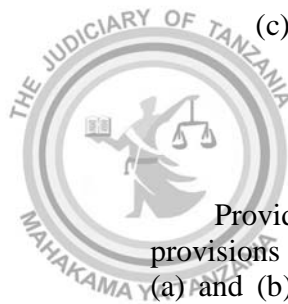 (c)
THE JUDICIARY OF TANZANIA
Provid
provisions
(a) and (b)
MAHAKAMA YA TANZANIA